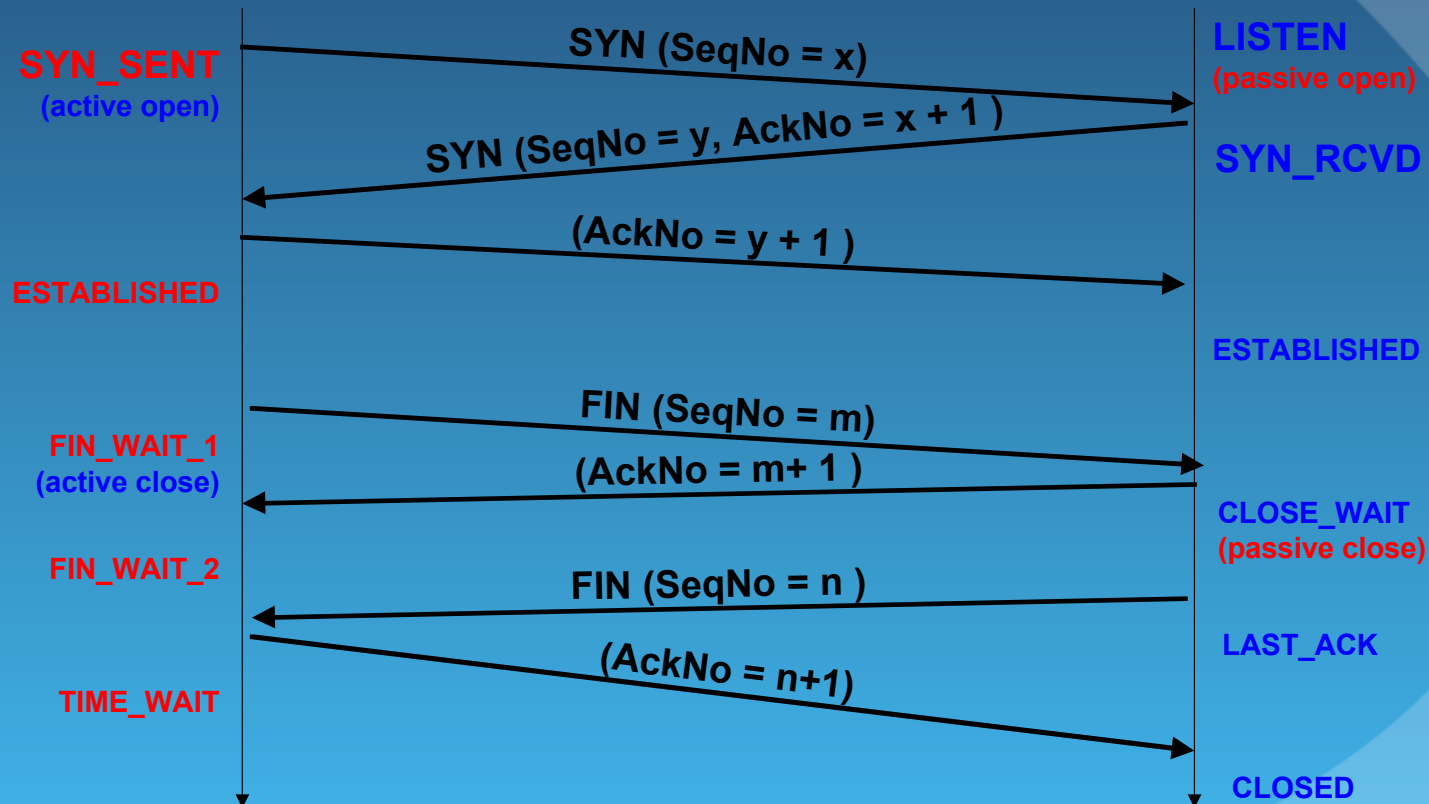 SYN (SeqNo = x)
LISTEN
(passive open)
SYN_SENT
(active open)
SYN (SeqNo = y, AckNo = x + 1 )
SYN_RCVD
(AckNo = y + 1 )
ESTABLISHED
ESTABLISHED
FIN (SeqNo = m)
FIN_WAIT_1
(active close)
(AckNo = m+ 1 )
CLOSE_WAIT
(passive close)
FIN_WAIT_2
FIN (SeqNo = n )
LAST_ACK
(AckNo = n+1)
TIME_WAIT
CLOSED